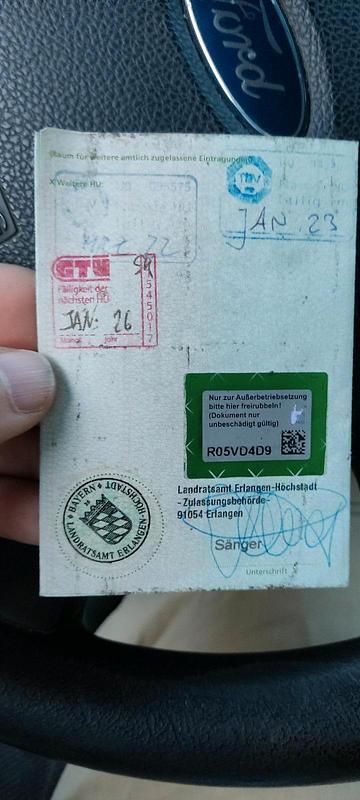 Ford
(Raum für weitere amtlich zugelassene Eintragungen)
X Weitere HU:
TÜV
JAN. 23
GTÜ
Fälligkeit der
nächsten HU
JAN. 26
Monat Jahr
545017
Nur zur Außerbetriebsetzung
bitte hier freirubbeln!
(Dokument nur
unbeschädigt gültig)
R05VD4D9
Landratsamt Erlangen-Höchstadt
- Zulassungsbehörde-
91054 Erlangen
Sänger
Unterschrift
BAYERN
LANDRATSAMT ERLANGEN-HÖCHSTADT